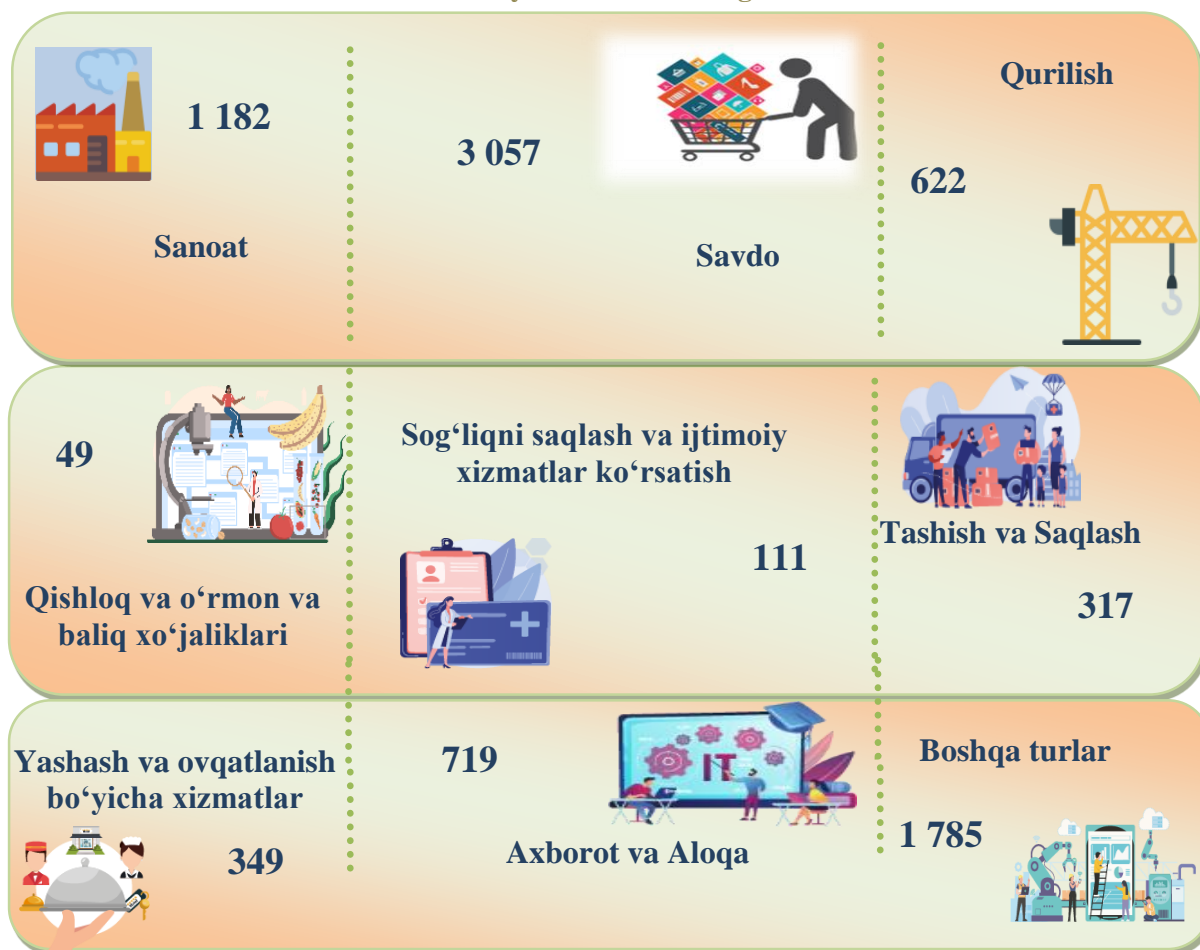 1 182
Sanoat
3 057
Savdo
Qurilish
622
49
Qishloq va o‘rmon va
baliq xo‘jaliklari
Sog‘liqni saqlash va ijtimoiy
xizmatlar ko‘rsatish
111
Tashish va Saqlash
317
Yashash va ovqatlanish
bo‘yicha xizmatlar
349
719
IT
Axborot va Aloqa
Boshqa turlar
1 785